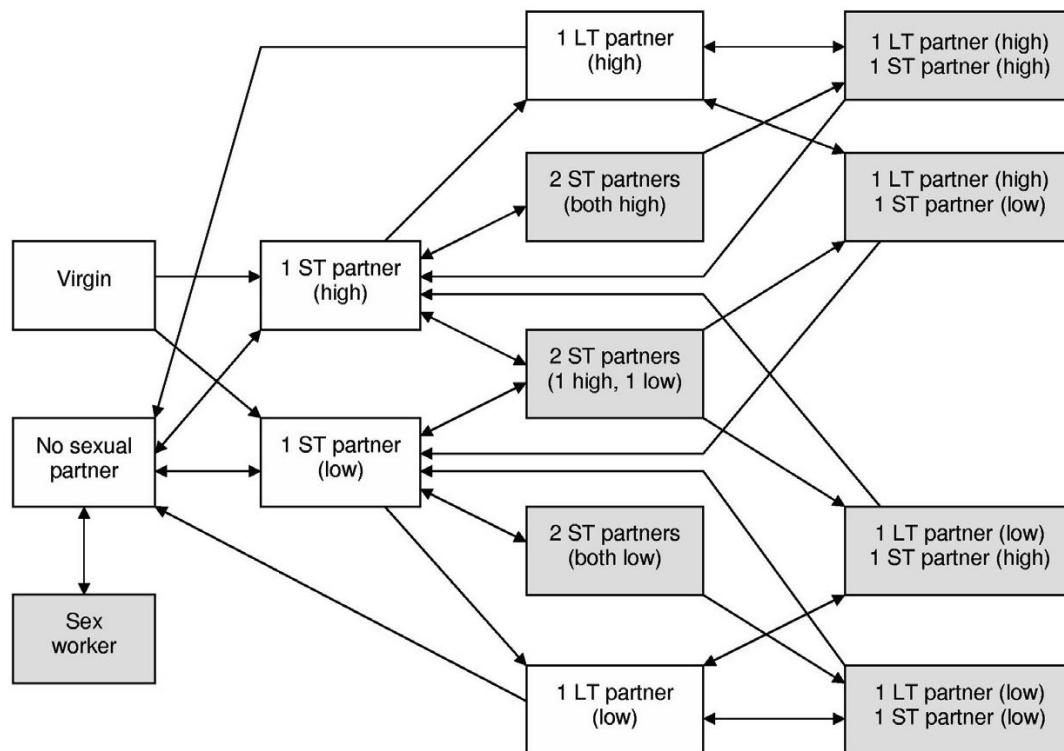 1 LT partner
(high)
1 LT partner (high)
1 ST partner (high)
2 ST partners
(both high)
1 LT partner (high)
1 ST partner (low)
Virgin
1 ST partner
(high)
2 ST partners
(1 high, 1 low)
No sexual
partner
1 ST partner
(low)
2 ST partners
(both low)
1 LT partner (low)
1 ST partner (high)
Sex
worker
1 LT partner
(low)
1 LT partner (low)
1 ST partner (low)